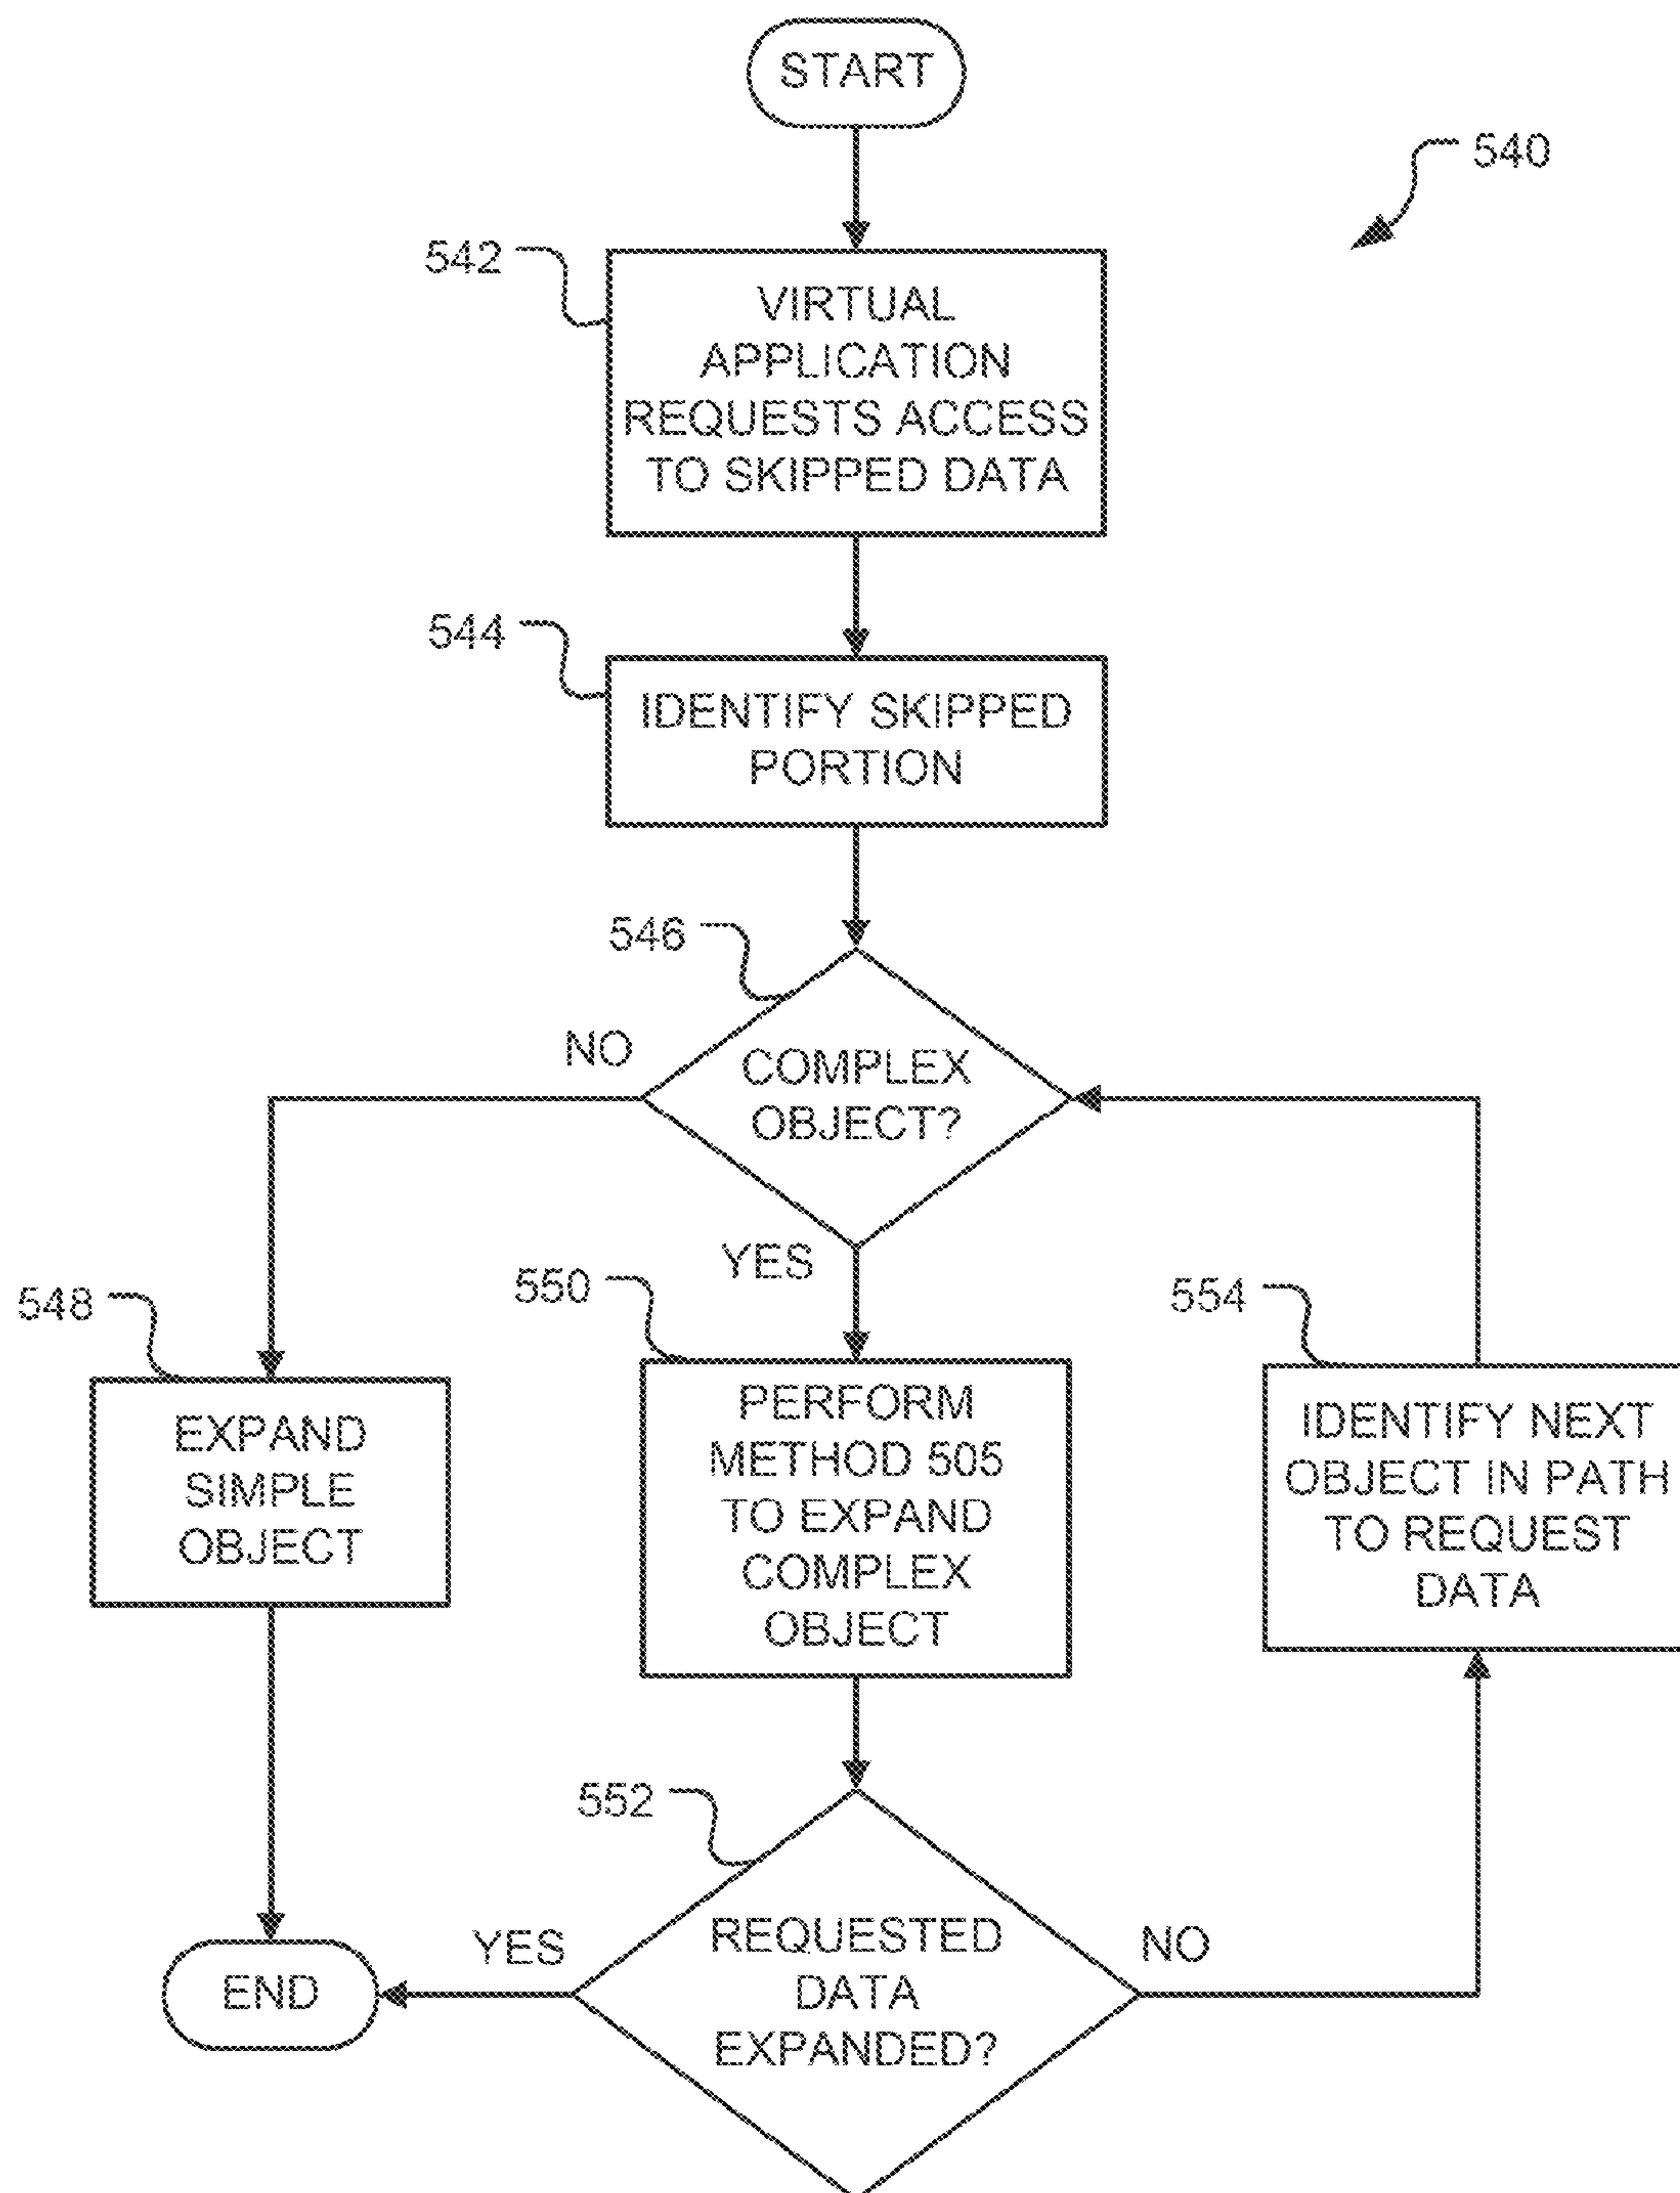 START
540
542
VIRTUAL
APPLICATION
REQUESTS ACCESS
TO SKIPPED DATA
544
IDENTIFY SKIPPED
PORTION
546
NO
COMPLEX
OBJECT?
YES
548
EXPAND
SIMPLE
OBJECT
550
PERFORM
METHOD 505
TO EXPAND
COMPLEX
OBJECT
554
IDENTIFY NEXT
OBJECT IN PATH
TO REQUEST
DATA
552
REQUESTED
DATA
EXPANDED?
YES
NO
END